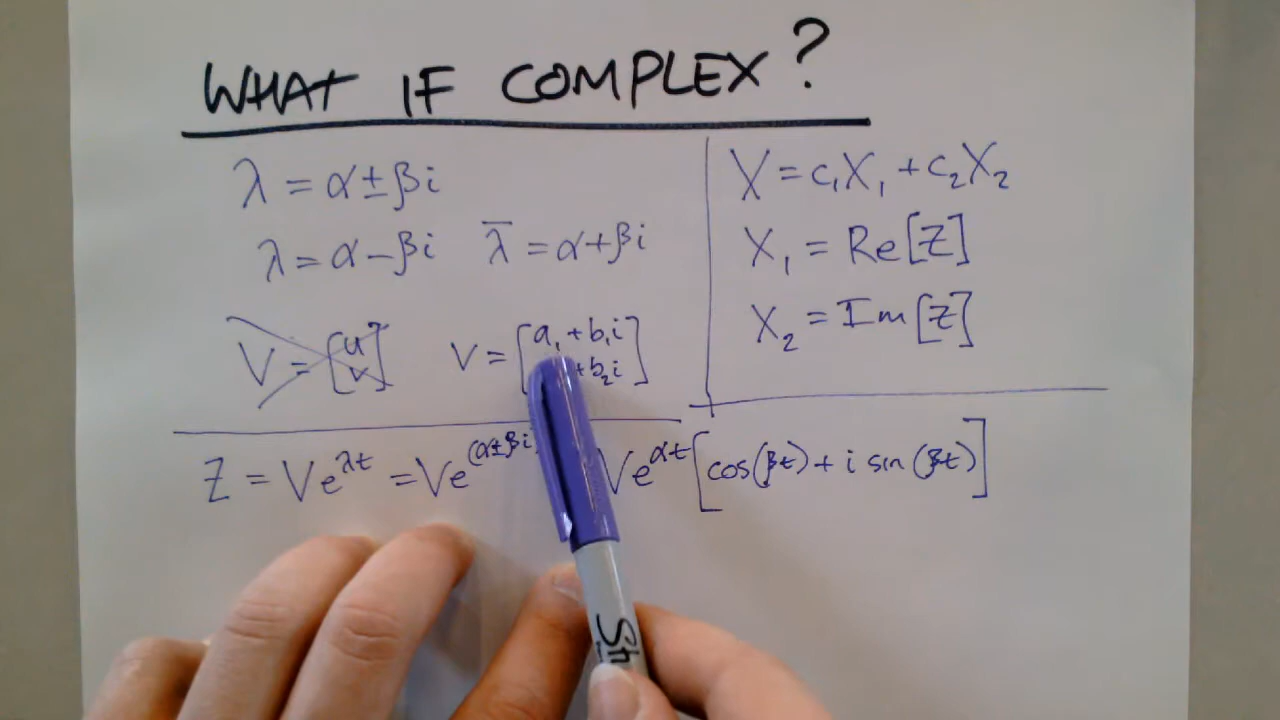 WHAT IF COMPLEX?
λ = α ± βi
λ = α − βi λ̄ = α + βi
V = [u v] V = [a₁ + b₁i
+ b₂i]
X = c₁X₁ + c₂X₂
X₁ = Re[Z]
X₂ = Im[Z]
Z = Ve^λt = Ve^(α±βi) Ve^αt [cos(βt) + i sin(βt)]
Sh